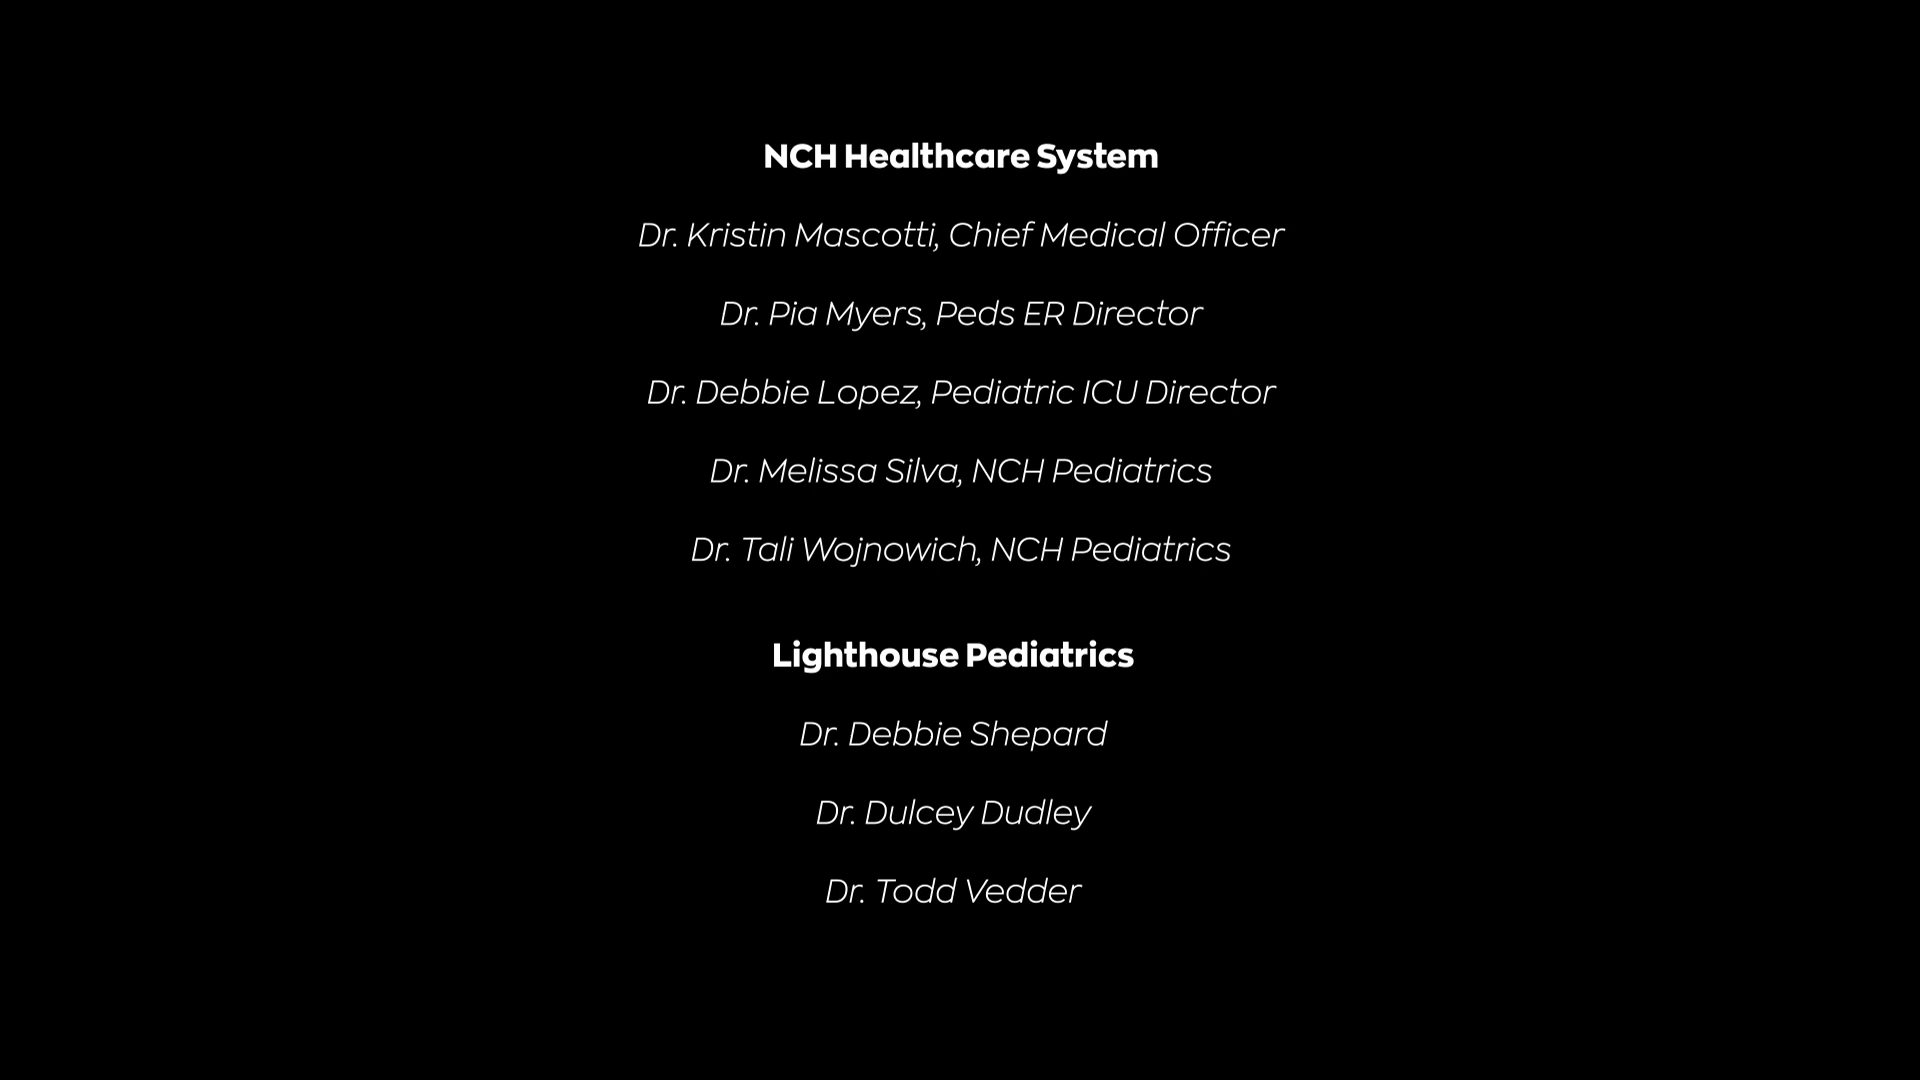 NCH Healthcare System
Dr. Kristin Mascotti, Chief Medical Officer
Dr. Pia Myers, Peds ER Director
Dr. Debbie Lopez, Pediatric ICU Director
Dr. Melissa Silva, NCH Pediatrics
Dr. Tali Wojnowich, NCH Pediatrics
Lighthouse Pediatrics
Dr. Debbie Shepard
Dr. Dulcey Dudley
Dr. Todd Vedder